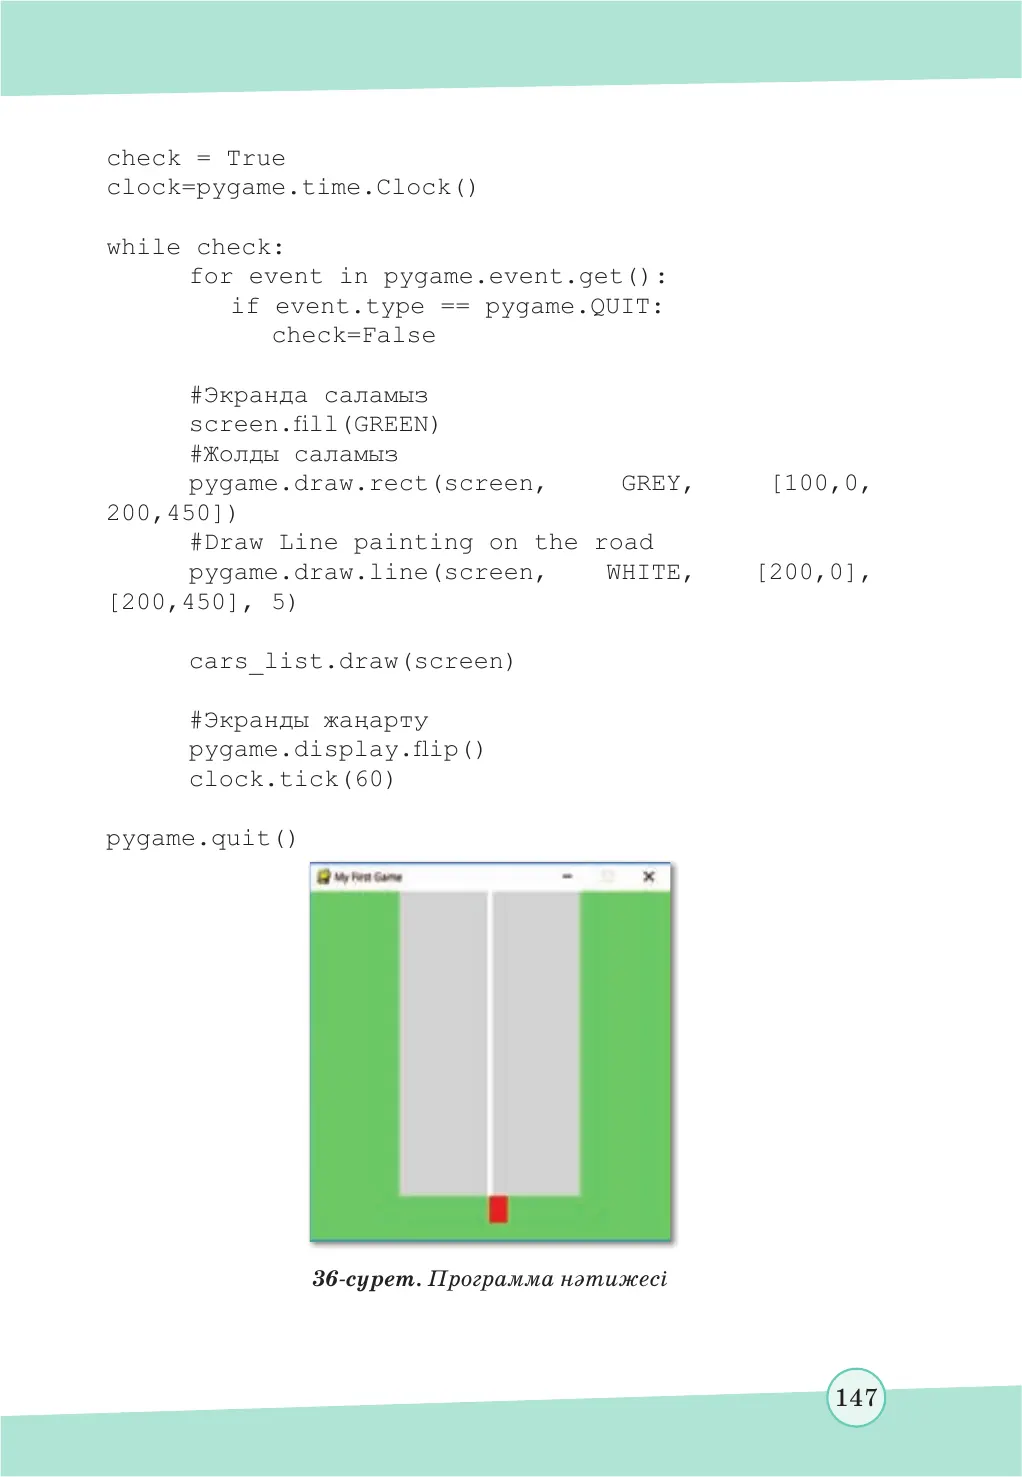 check = True
clock=pygame.time.Clock()
while check:
for event in pygame.event.get():
if event.type == pygame.QUIT:
check=False
#Экранда саламыз
screen.fill(GREEN)
#Жолды саламыз
pygame.draw.rect(screen, GREY, [100,0,
200,450])
#Draw Line painting on the road
pygame.draw.line(screen, WHITE, [200,0],
[200,450], 5)
cars_list.draw(screen)
#Экранды жаңарту
pygame.display.flip()
clock.tick(60)
pygame.quit()
My First Game
36-сурет. Программа нәтижесі
147